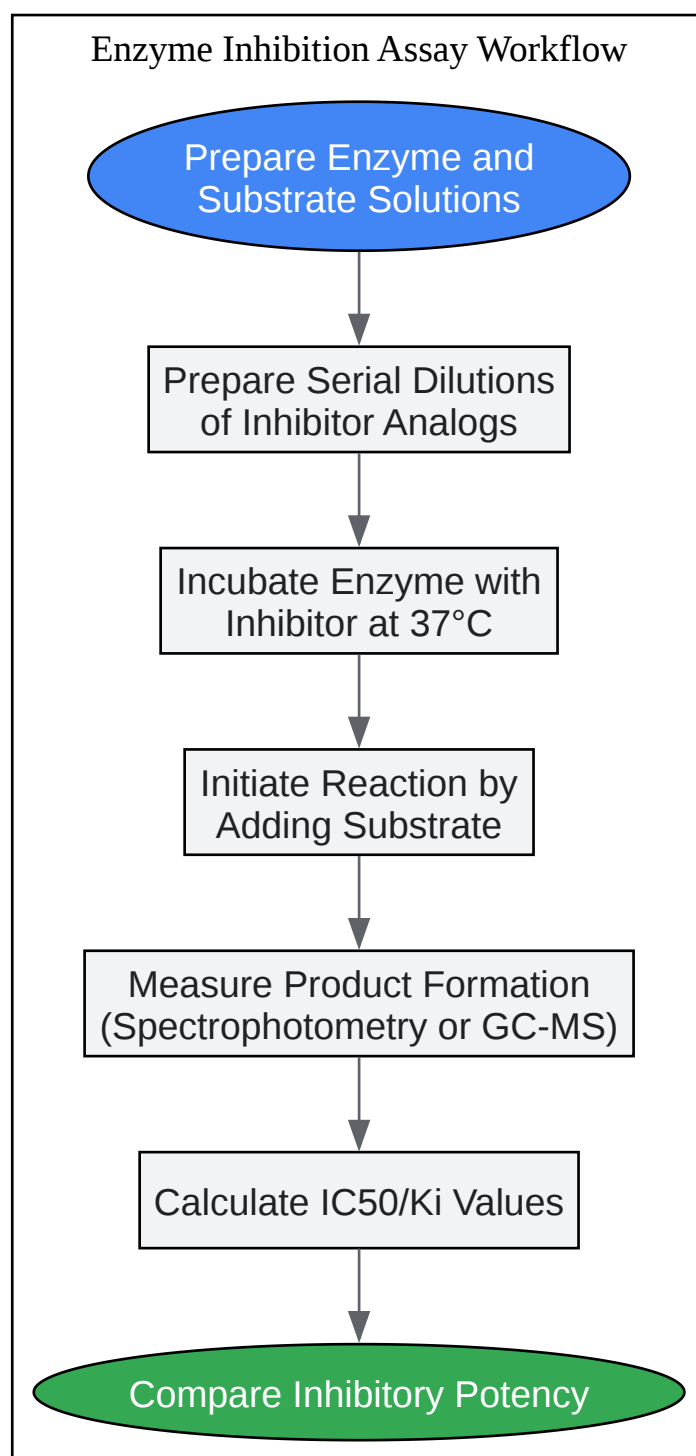 Enzyme Inhibition Assay Workflow
Prepare Enzyme and
Substrate Solutions
Prepare Serial Dilutions
of Inhibitor Analogs
Incubate Enzyme with
Inhibitor at 37°C
Initiate Reaction by
Adding Substrate
Measure Product Formation
(Spectrophotometry or GC-MS)
Calculate IC50/Ki Values
Compare Inhibitory Potency